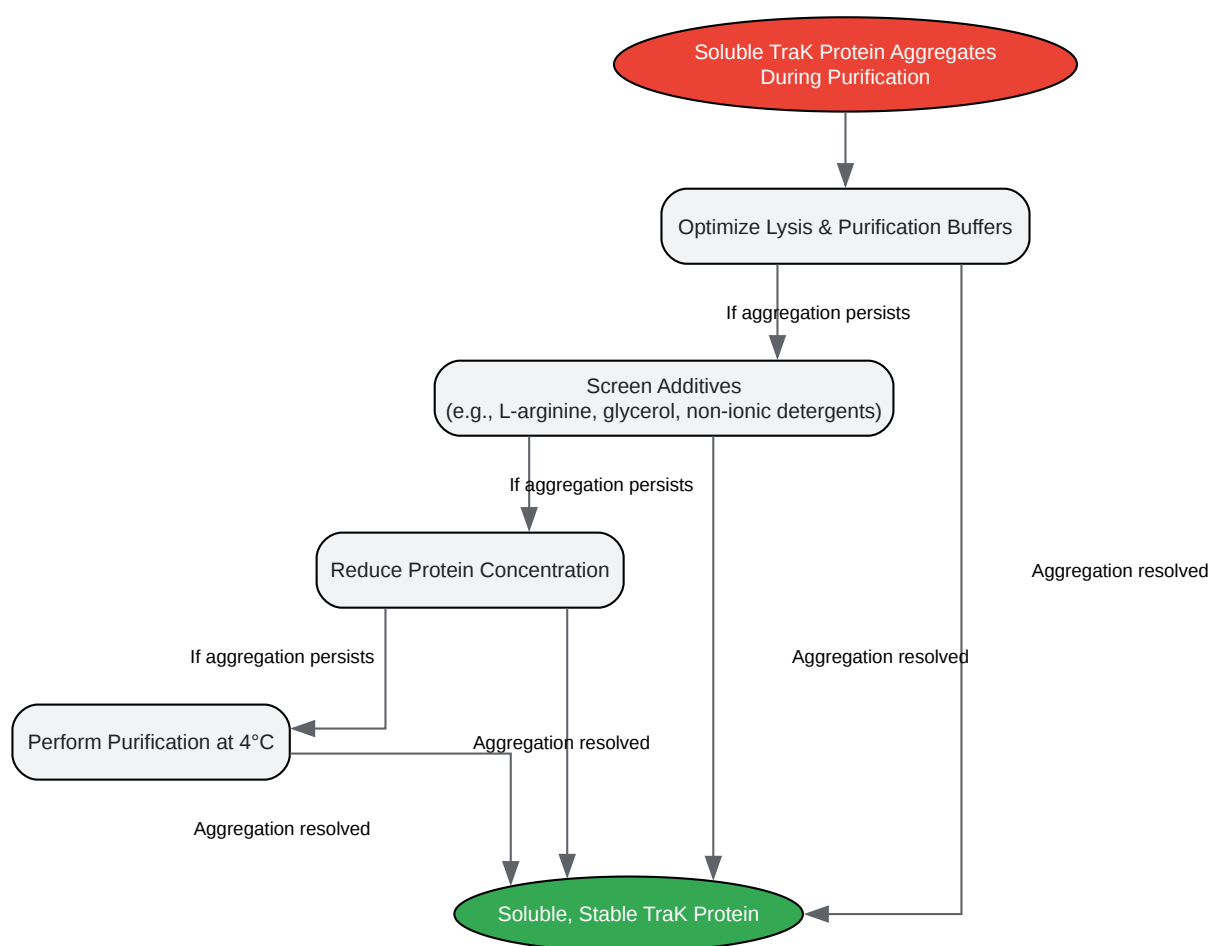 Soluble TraK Protein Aggregates
During Purification
Optimize Lysis & Purification Buffers
If aggregation persists
Screen Additives
(e.g., L-arginine, glycerol, non-ionic detergents)
If aggregation persists
Reduce Protein Concentration
Aggregation resolved
If aggregation persists
Aggregation resolved
Perform Purification at 4°C
Aggregation resolved
Aggregation resolved
Soluble, Stable TraK Protein